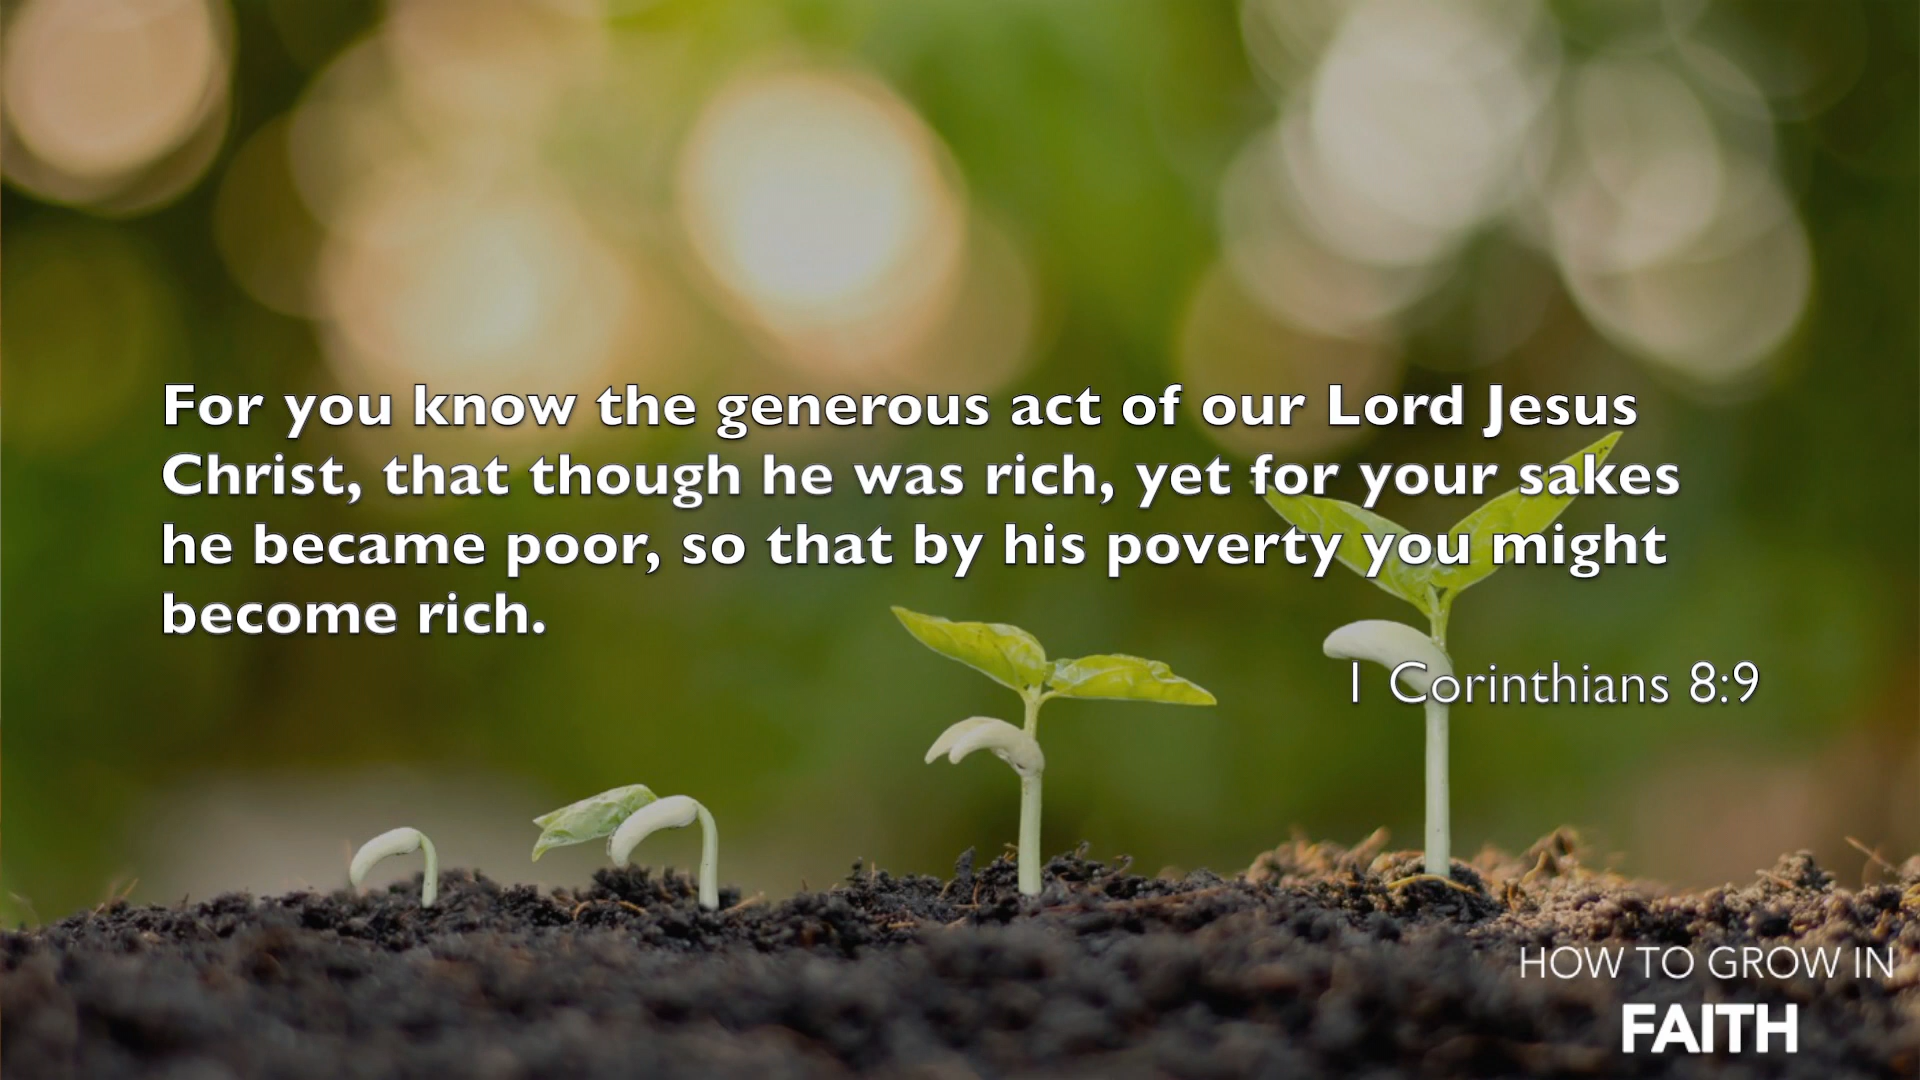 For you know the generous act of our Lord Jesus
Christ, that though he was rich, yet for your sakes
he became poor, so that by his poverty you might
become rich.
1 Corinthians 8:9
HOW TO GROW IN
FAITH